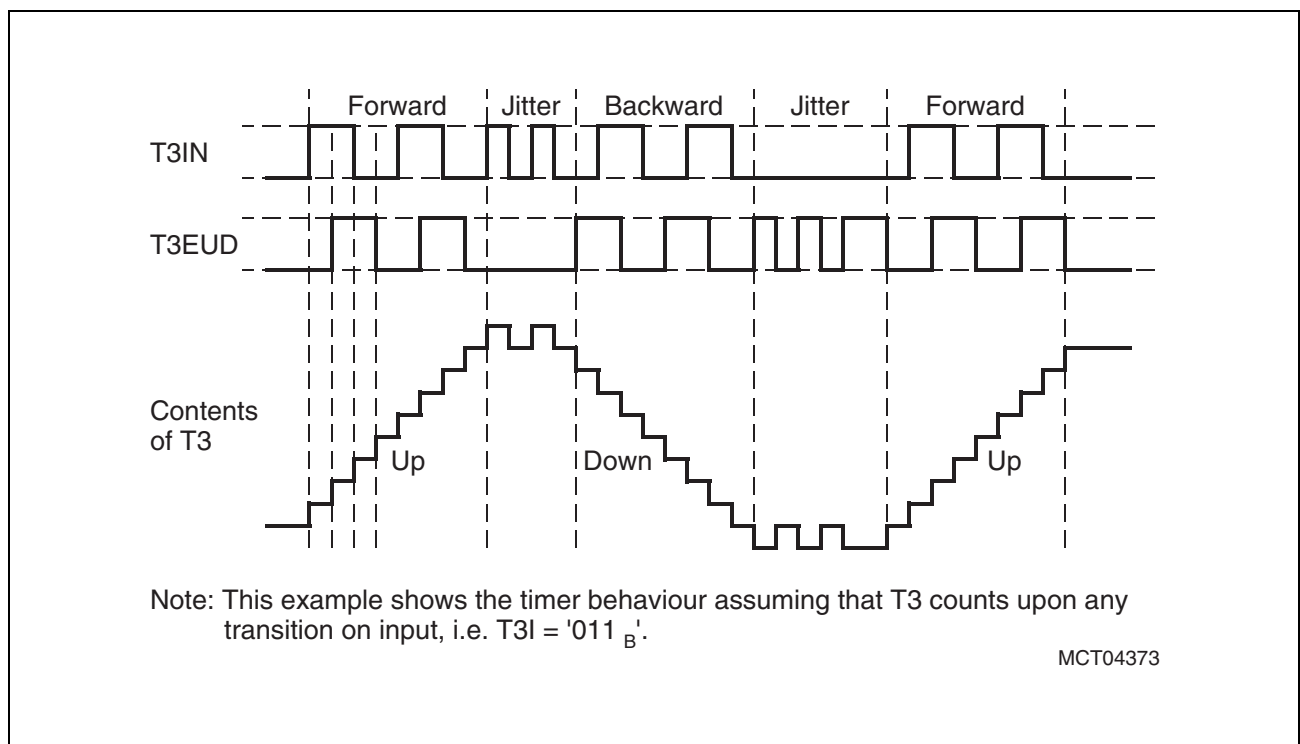 Forward Jitter Backward Jitter Forward
T3IN
T3EUD
Contents
of T3
Up Down Up
Note: This example shows the timer behaviour assuming that T3 counts upon any
transition on input, i.e. T3I = '011 B'.
MCT04373